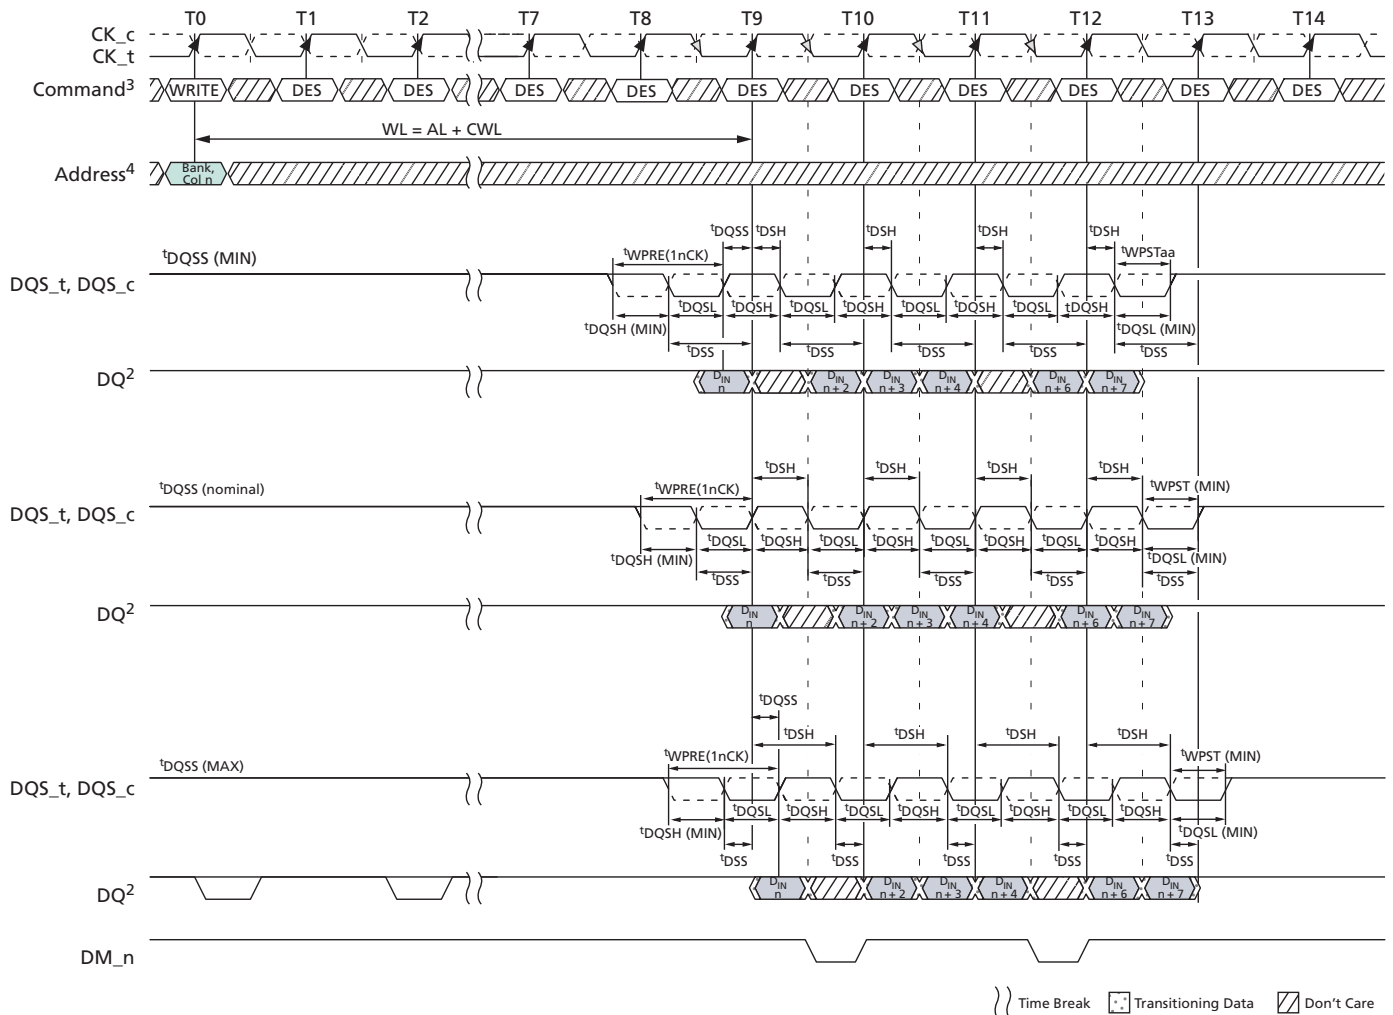 T0 T1 T2 T7 T8 T9 T10 T11 T12 T13 T14
CK_c
CK_t
Command3 WRITE DES DES DES DES DES DES DES DES DES DES
WL = AL + CWL
Address4 Bank,
Col n
tDQSS tDSH tDSH tDSH tDSH
tDQSS (MIN) tWPRE(1nCK) tWPSTaa
DQS_t, DQS_c
tDQSL tDQSH tDQSL tDQSH tDQSL tDQSH tDQSL tDQSH
tDQSH (MIN) tDQSL (MIN)
tDSS tDSS tDSS tDSS tDSS
DQ2 DIN DIN DIN DIN DIN DIN
n n + 2 n + 3 n + 4 n + 6 n + 7
tDSH tDSH tDSH tDSH
tDQSS (nominal) tWPRE(1nCK) tWPST (MIN)
DQS_t, DQS_c
tDQSL tDQSH tDQSL tDQSH tDQSL tDQSH tDQSL tDQSH
tDQSH (MIN) tDQSL (MIN)
tDSS tDSS tDSS tDSS tDSS
DQ2 DIN DIN DIN DIN DIN DIN
n n + 2 n + 3 n + 4 n + 6 n + 7
tDQSS
tDSH tDSH tDSH tDSH
tDQSS (MAX) tWPRE(1nCK) tWPST (MIN)
DQS_t, DQS_c
tDQSL tDQSH tDQSL tDQSH tDQSL tDQSH tDQSL tDQSH
tDQSH (MIN) tDQSL (MIN)
tDSS tDSS tDSS tDSS tDSS
DQ2 DIN DIN DIN DIN DIN DIN
n n + 2 n + 3 n + 4 n + 6 n + 7
DM_n
Time Break Transitioning Data Don't Care